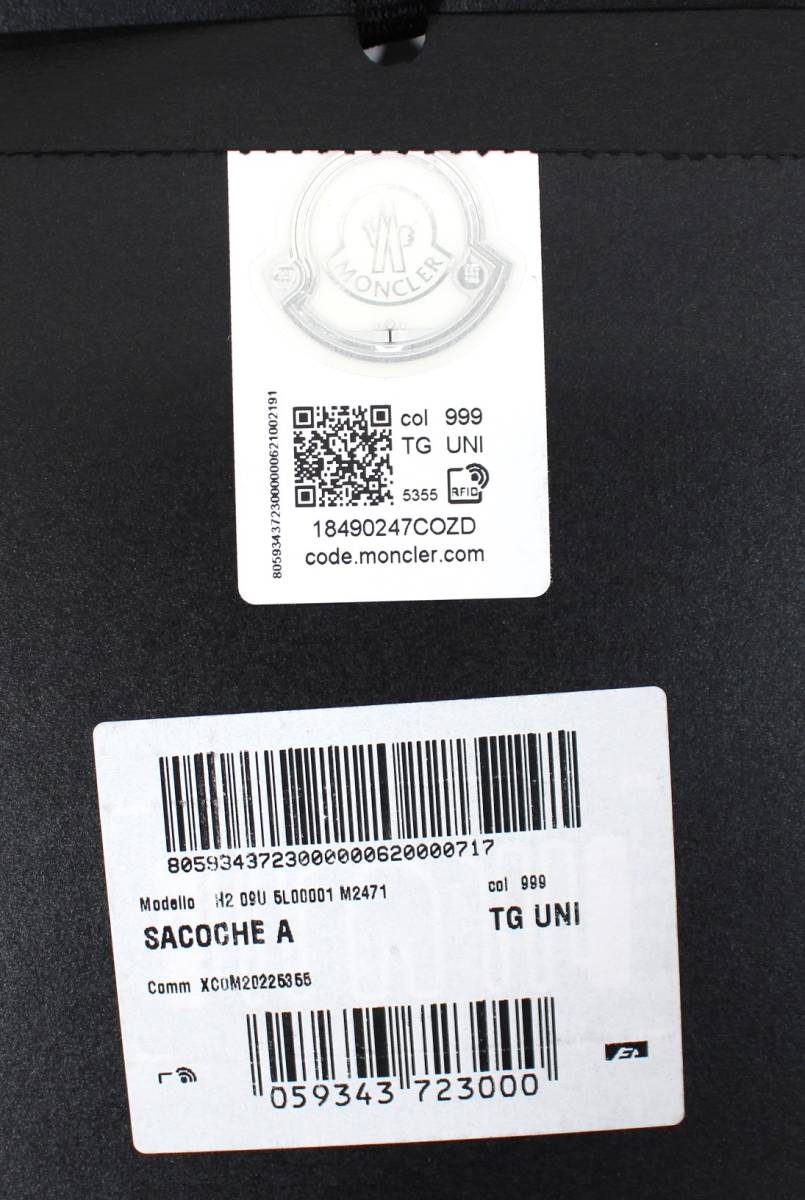 MONCLER
col 999
TG UNI
5355 RFID
18490247COZD
code.moncler.com
8059343723000000621002191
8059343723000000620000717
Modello H2 09U 5L00001 M2471
col 999
SACOCHE A
TG UNI
Comm XCOM20225355
059343 723000